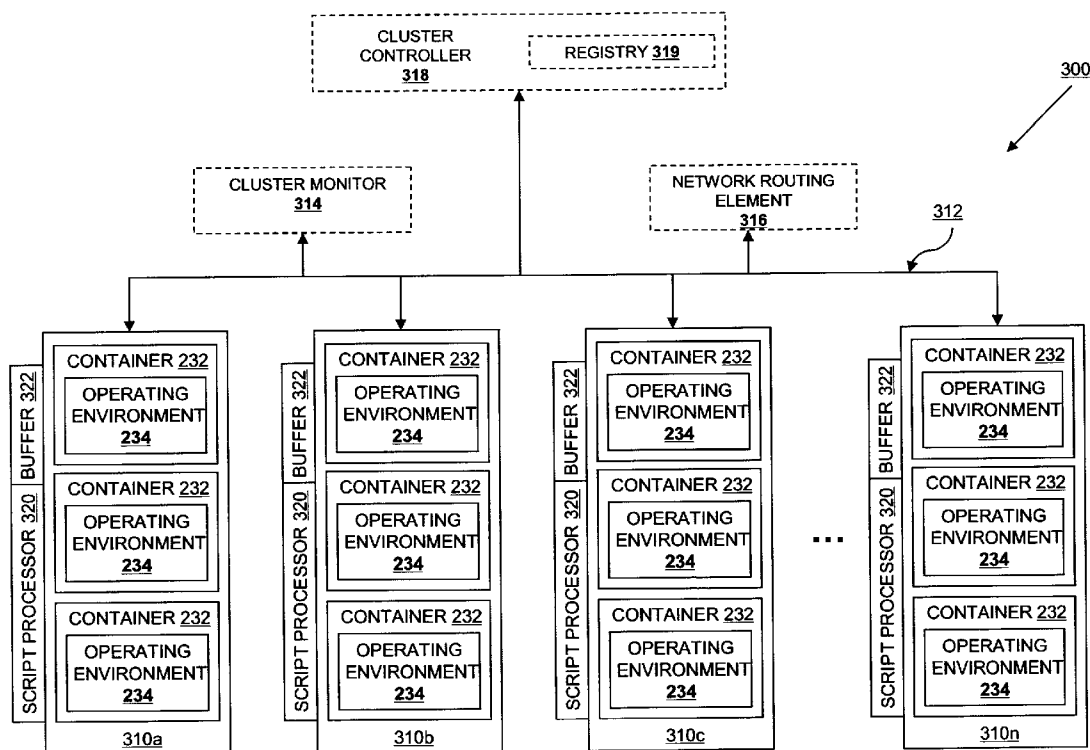 CLUSTER
CONTROLLER
318
REGISTRY 319
300
CLUSTER MONITOR
314
NETWORK ROUTING
ELEMENT
316
312
BUFFER 322
SCRIPT PROCESSOR 320
CONTAINER 232
OPERATING
ENVIRONMENT
234
CONTAINER 232
OPERATING
ENVIRONMENT
234
CONTAINER 232
OPERATING
ENVIRONMENT
234
310a
BUFFER 322
SCRIPT PROCESSOR 320
CONTAINER 232
OPERATING
ENVIRONMENT
234
CONTAINER 232
OPERATING
ENVIRONMENT
234
CONTAINER 232
OPERATING
ENVIRONMENT
234
310b
BUFFER 322
SCRIPT PROCESSOR 320
CONTAINER 232
OPERATING
ENVIRONMENT
234
CONTAINER 232
OPERATING
ENVIRONMENT
234
CONTAINER 232
OPERATING
ENVIRONMENT
234
310c
...
BUFFER 322
SCRIPT PROCESSOR 320
CONTAINER 232
OPERATING
ENVIRONMENT
234
CONTAINER 232
OPERATING
ENVIRONMENT
234
CONTAINER 232
OPERATING
ENVIRONMENT
234
310n